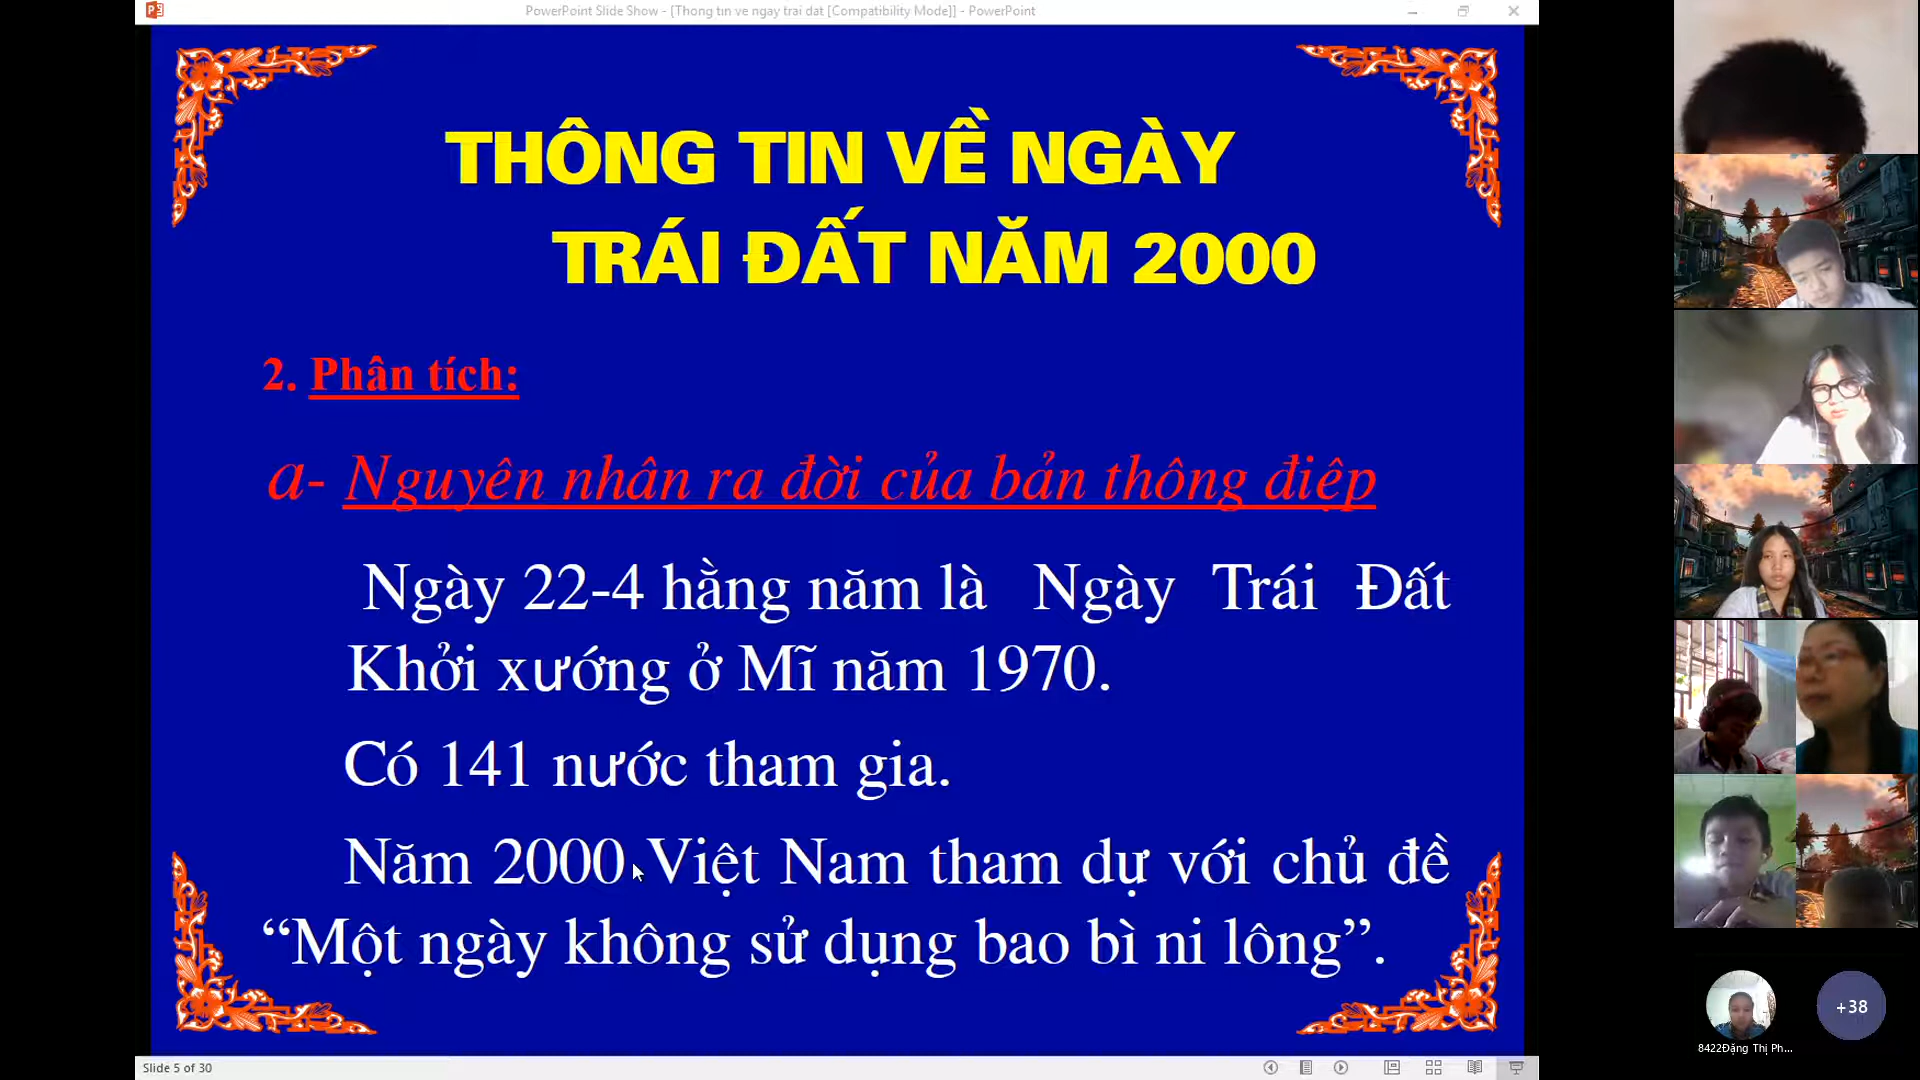 PowerPoint Slide Show - [Thong tin ve ngay trai dat [Compatibility Mode]] - PowerPoint
THÔNG TIN VỀ NGÀY
TRÁI ĐẤT NĂM 2000
2. Phân tích:
a- Nguyên nhân ra đời của bản thông điệp
Ngày 22-4 hằng năm là Ngày Trái Đất
Khởi xướng ở Mĩ năm 1970.
Có 141 nước tham gia.
Năm 2000 Việt Nam tham dự với chủ đề
“Một ngày không sử dụng bao bì ni lông”.
Slide 5 of 30
+38
8422Đặng Thị Ph...